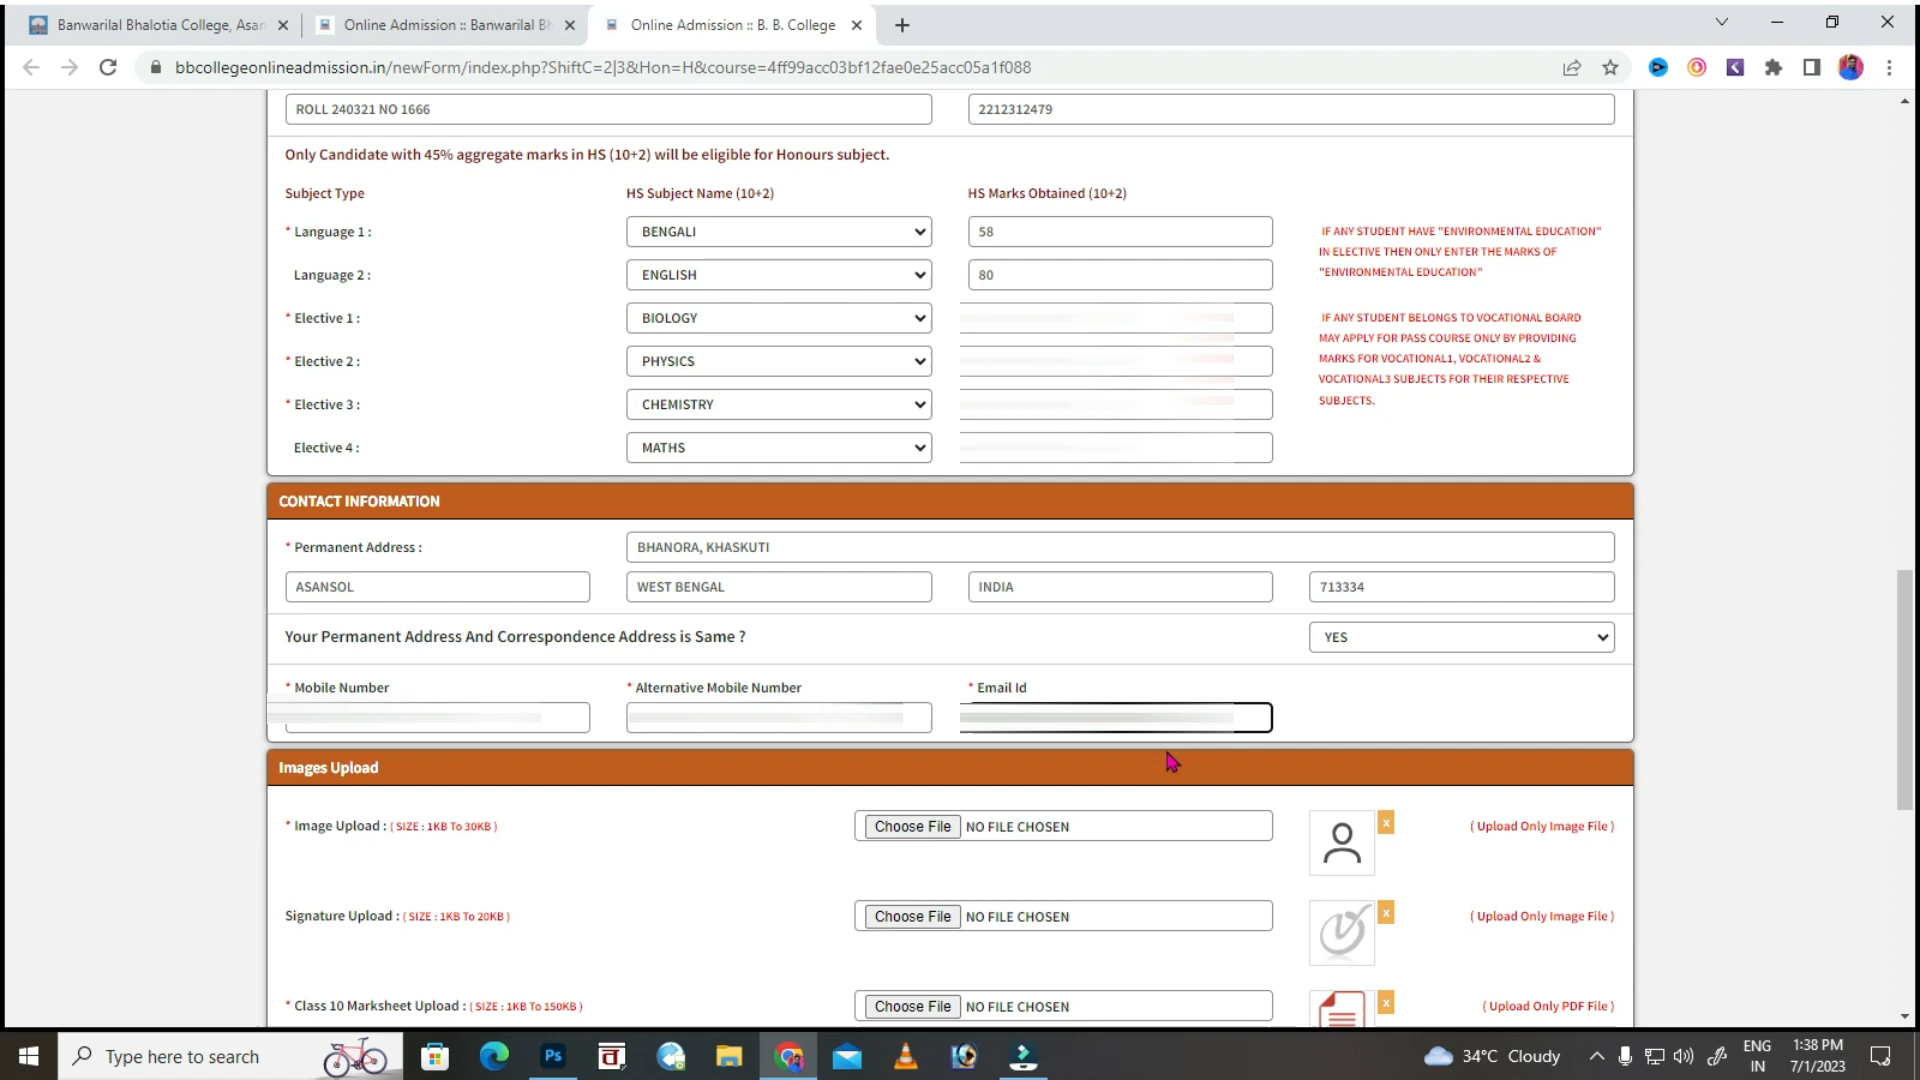 Banwarilal Bhalotia College, Asan
Online Admission :: Banwarilal Bh
Online Admission :: B. B. College
bbcollegeonlineadmission.in/newForm/index.php?ShiftC=2|3&Hon=H&course=4ff99acc03bf12fae0e25acc05a1f088
ROLL 240321 NO 1666 2212312479
Only Candidate with 45% aggregate marks in HS (10+2) will be eligible for Honours subject.
Subject Type HS Subject Name (10+2) HS Marks Obtained (10+2)
* Language 1 : BENGALI 58
Language 2 : ENGLISH 80
* Elective 1 : BIOLOGY
* Elective 2 : PHYSICS
* Elective 3 : CHEMISTRY
Elective 4 : MATHS
IF ANY STUDENT HAVE "ENVIRONMENTAL EDUCATION"
IN ELECTIVE THEN ONLY ENTER THE MARKS OF
"ENVIRONMENTAL EDUCATION"
IF ANY STUDENT BELONGS TO VOCATIONAL BOARD
MAY APPLY FOR PASS COURSE ONLY BY PROVIDING
MARKS FOR VOCATIONAL1, VOCATIONAL2 &
VOCATIONAL3 SUBJECTS FOR THEIR RESPECTIVE
SUBJECTS.
CONTACT INFORMATION
* Permanent Address : BHANORA, KHASKUTI
ASANSOL WEST BENGAL INDIA 713334
Your Permanent Address And Correspondence Address is Same ? YES
* Mobile Number * Alternative Mobile Number * Email Id
Images Upload
* Image Upload : ( SIZE : 1KB To 30KB ) Choose File NO FILE CHOSEN x ( Upload Only Image File )
Signature Upload : ( SIZE : 1KB To 20KB ) Choose File NO FILE CHOSEN x ( Upload Only Image File )
* Class 10 Marksheet Upload : ( SIZE : 1KB To 150KB ) Choose File NO FILE CHOSEN x ( Upload Only PDF File )
Type here to search Ps 34°C Cloudy ENG 1:38 PM
IN 7/1/2023